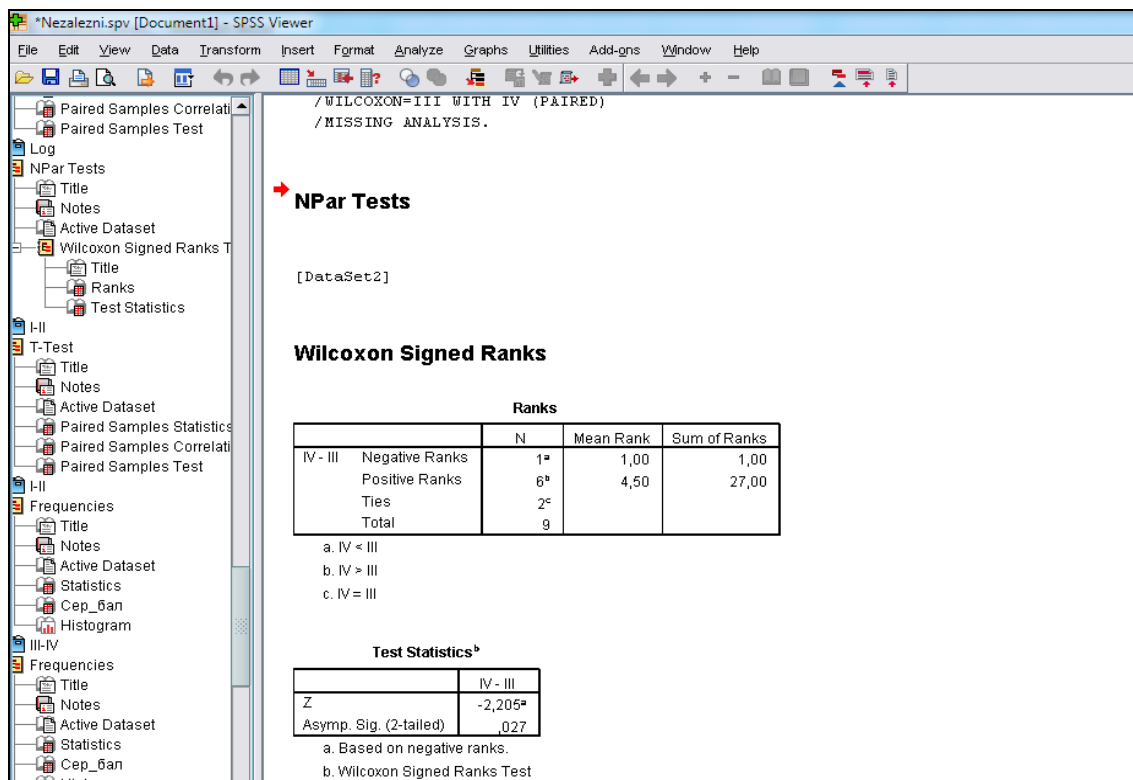 *Nezalezni.spv [Document1] - SPSS Viewer
File Edit View Data Transform Insert Format Analyze Graphs Utilities Add-ons Window Help
Paired Samples Correlati
Paired Samples Test
Log
NPar Tests
Title
Notes
Active Dataset
Wilcoxon Signed Ranks T
Title
Ranks
Test Statistics
I-II
T-Test
Title
Notes
Active Dataset
Paired Samples Statistics
Paired Samples Correlati
Paired Samples Test
I-II
Frequencies
Title
Notes
Active Dataset
Statistics
Сер_бал
Histogram
III-IV
Frequencies
Title
Notes
Active Dataset
Statistics
Сер_бал
/WILCOXON=III WITH IV (PAIRED)
/MISSING ANALYSIS.
NPar Tests
[DataSet2]
Wilcoxon Signed Ranks
Ranks
N Mean Rank Sum of Ranks
IV - III Negative Ranks 1a 1,00 1,00
Positive Ranks 6b 4,50 27,00
Ties 2c
Total 9
a. IV < III
b. IV > III
c. IV = III
Test Statisticsb
IV - III
Z -2,205a
Asymp. Sig. (2-tailed) ,027
a. Based on negative ranks.
b. Wilcoxon Signed Ranks Test